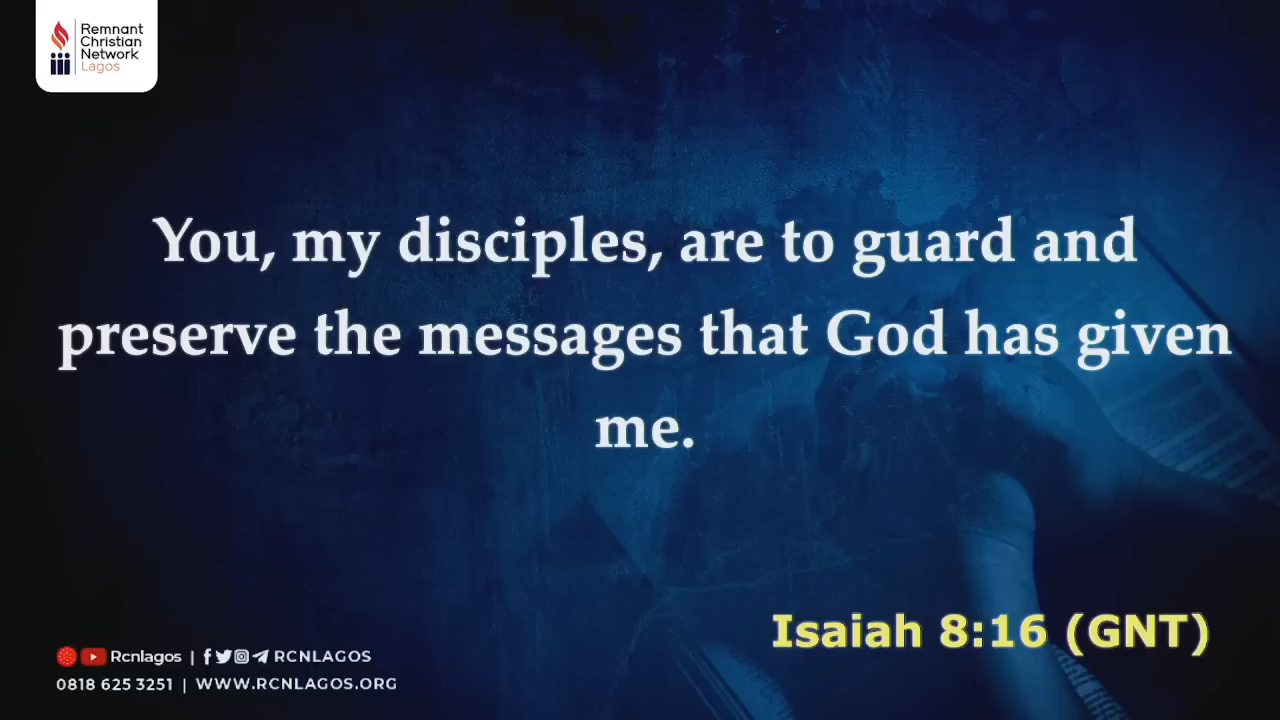 Remnant
Christian
Network
Lagos
You, my disciples, are to guard and
preserve the messages that God has given
me.
Isaiah 8:16 (GNT)
Rcnlagos | RCNLAGOS
0818 625 3251 | WWW.RCNLAGOS.ORG